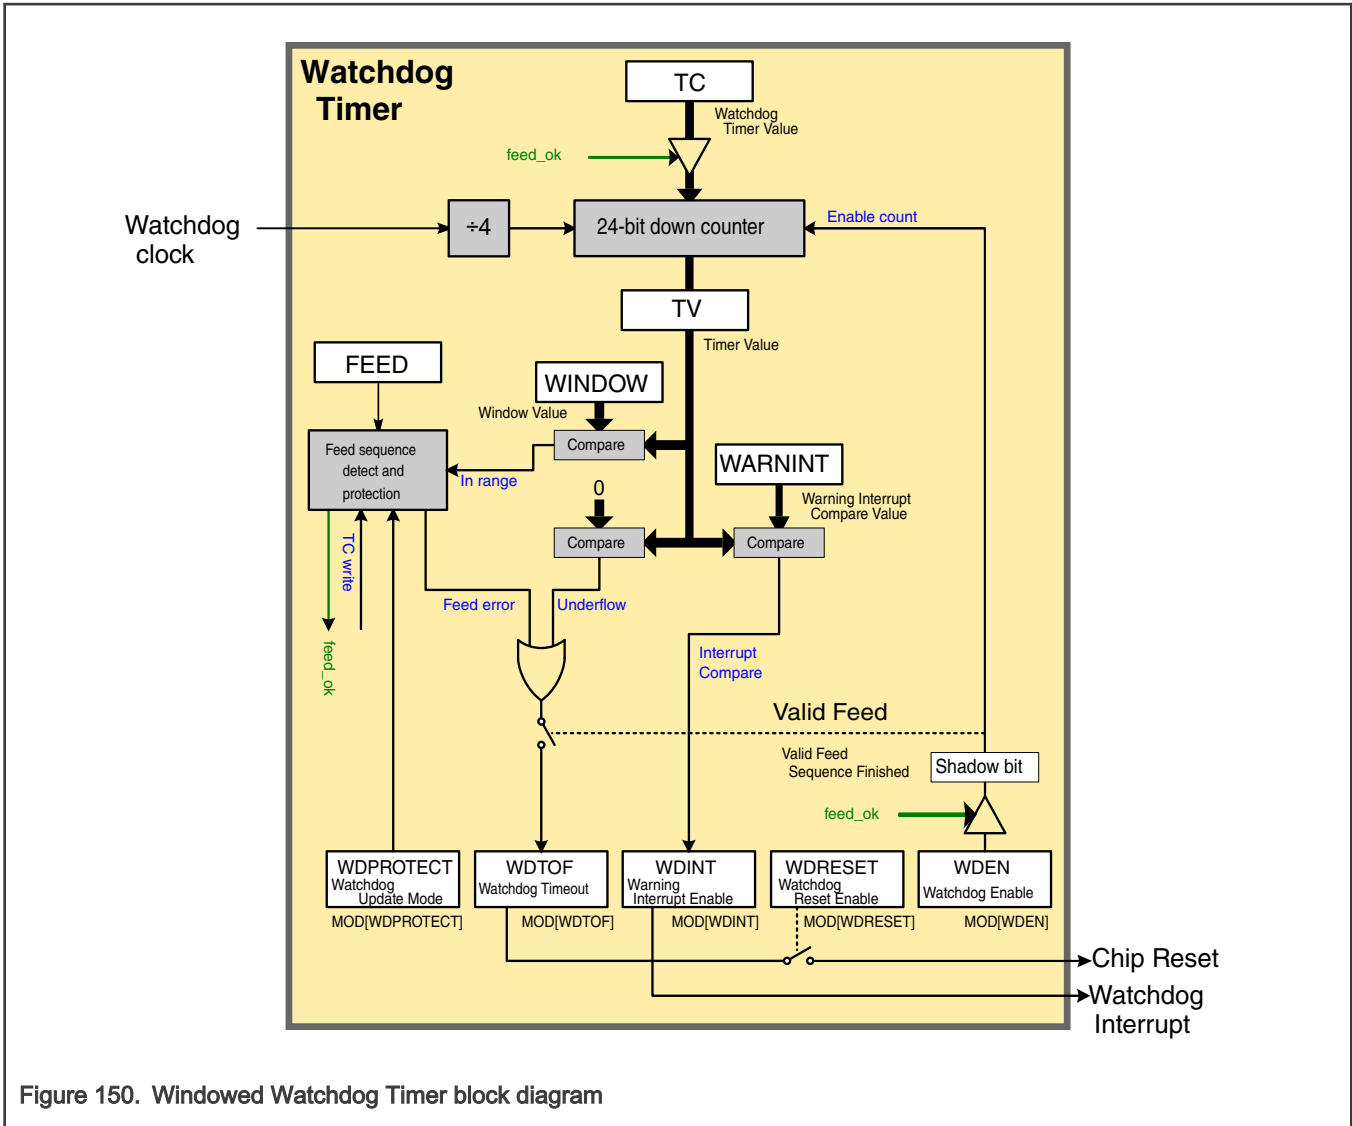 Watchdog
Timer
TC
Watchdog
Timer Value
feed_ok
Watchdog
clock
÷4
24-bit down counter
Enable count
TV
Timer Value
FEED
WINDOW
Window Value
Feed sequence
detect and
protection
Compare
In range
WARNINT
Warning Interrupt
Compare Value
0
Compare
Compare
TC write
feed_ok
Feed error
Underflow
Interrupt
Compare
Valid Feed
Valid Feed
Sequence Finished
Shadow bit
feed_ok
WDPROTECT
Watchdog
Update Mode
MOD[WDPROTECT]
WDTOF
Watchdog Timeout
MOD[WDTOF]
WDINT
Warning
Interrupt Enable
MOD[WDINT]
WDRESET
Watchdog
Reset Enable
MOD[WDRESET]
WDEN
Watchdog Enable
MOD[WDEN]
Chip Reset
Watchdog
Interrupt
Figure 150. Windowed Watchdog Timer block diagram